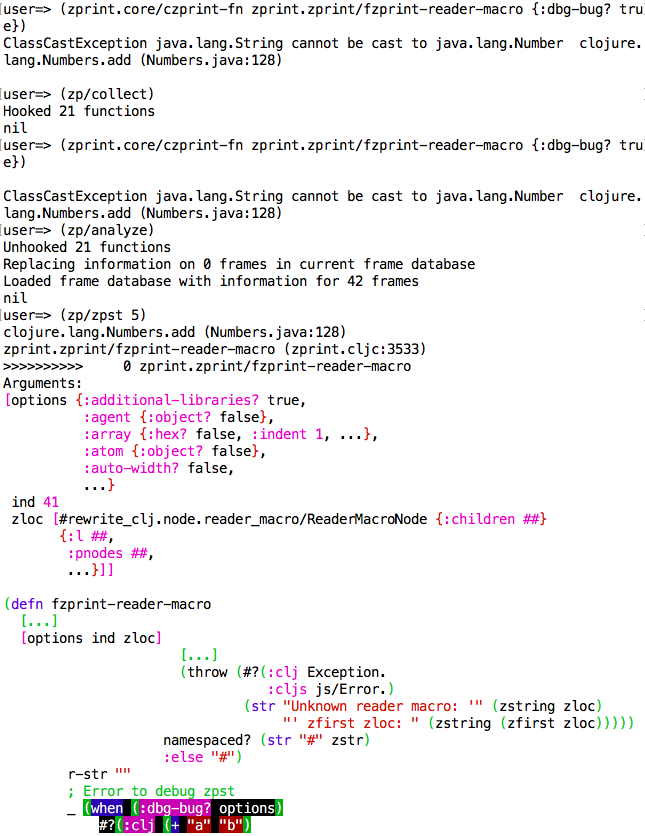 [user=> (zprint.core/czprint-fn zprint.zprint/fzprint-reader-macro {:dbg-bug? tru
e})
ClassCastException java.lang.String cannot be cast to java.lang.Number  clojure.
lang.Numbers.add (Numbers.java:128)
[user=> (zp/collect)
Hooked 21 functions
nil
[user=> (zprint.core/czprint-fn zprint.zprint/fzprint-reader-macro {:dbg-bug? tru
e})
ClassCastException java.lang.String cannot be cast to java.lang.Number  clojure.
lang.Numbers.add (Numbers.java:128)
[user=> (zp/analyze)
Unhooked 21 functions
Replacing information on 0 frames in current frame database
Loaded frame database with information for 42 frames
nil
[user=> (zp/zpst 5)
clojure.lang.Numbers.add (Numbers.java:128)
zprint.zprint/fzprint-reader-macro (zprint.cljc:3533)
>>>>>>>>>>     0 zprint.zprint/fzprint-reader-macro
Arguments:
[options {:additional-libraries? true,
          :agent {:object? false},
          :array {:hex? false, :indent 1, ...},
          :atom {:object? false},
          :auto-width? false,
          ...}
 ind 41
 zloc [#rewrite_clj.node.reader_macro/ReaderMacroNode {:children ##}
       {:l ##,
        :pnodes ##,
        ...}]]
(defn fzprint-reader-macro
  [...]
  [options ind zloc]
                      [...]
                      (throw (#?(:clj Exception.
                                 :cljs js/Error.)
                              (str "Unknown reader macro: '" (zstring zloc)
                                   "' zfirst zloc: " (zstring (zfirst zloc)))))
                    namespaced? (str "#" zstr)
                    :else "#")
        r-str ""
        ; Error to debug zpst
        _ (when (:dbg-bug? options)
            #?(:clj (+ "a" "b")